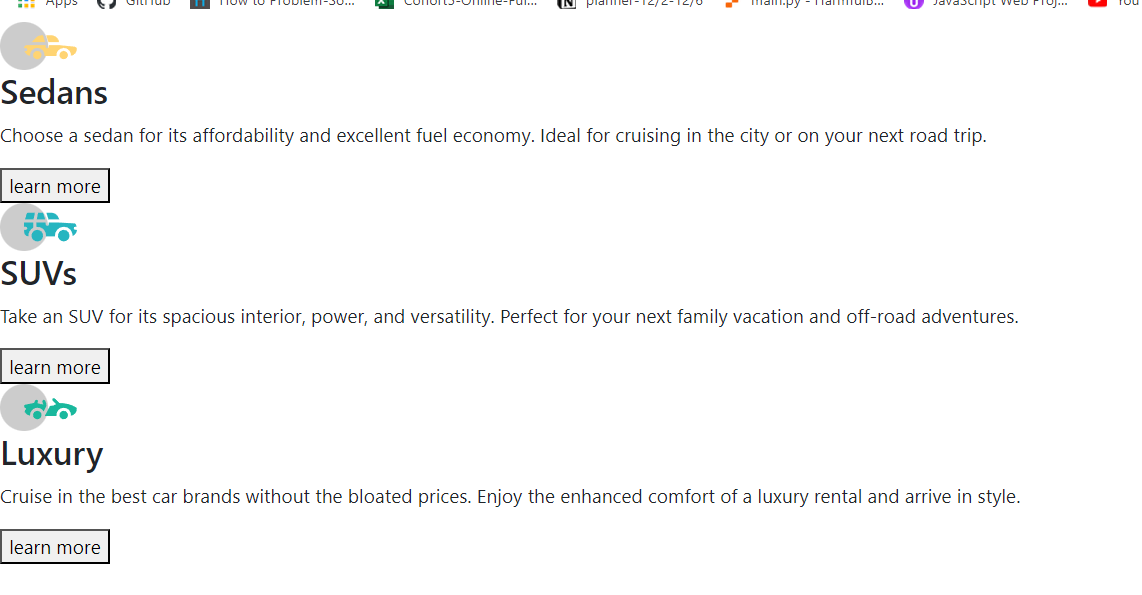 Apps GitHub How to Problem-So... Cohort5-Online-Ful... planner-12/2-12/6 main.py - HarmfulB... JavaScript Web Proj... You
Sedans
Choose a sedan for its affordability and excellent fuel economy. Ideal for cruising in the city or on your next road trip.
learn more
SUVs
Take an SUV for its spacious interior, power, and versatility. Perfect for your next family vacation and off-road adventures.
learn more
Luxury
Cruise in the best car brands without the bloated prices. Enjoy the enhanced comfort of a luxury rental and arrive in style.
learn more